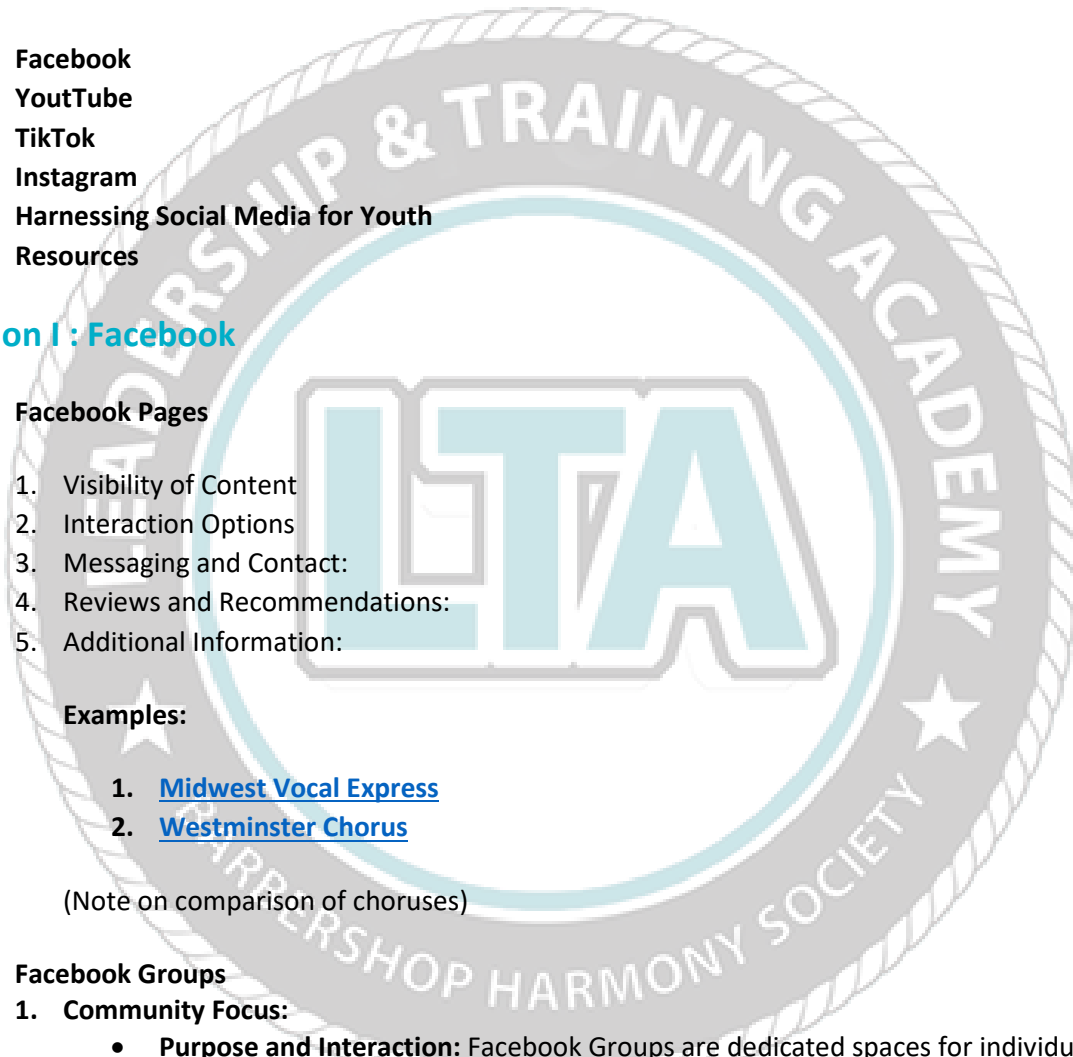 Facebook
YoutTube
TikTok
Instagram
Harnessing Social Media for Youth
Resources
on I : Facebook
Facebook Pages
1. Visibility of Content
2. Interaction Options
3. Messaging and Contact:
4. Reviews and Recommendations:
5. Additional Information:
Examples:
1. Midwest Vocal Express
2. Westminster Chorus
(Note on comparison of choruses)
Facebook Groups
1. Community Focus:
• Purpose and Interaction: Facebook Groups are dedicated spaces for individu
LEADERSHIP & TRAINING ACADEMY
LTA
BARBERSHOP HARMONY SOCIETY